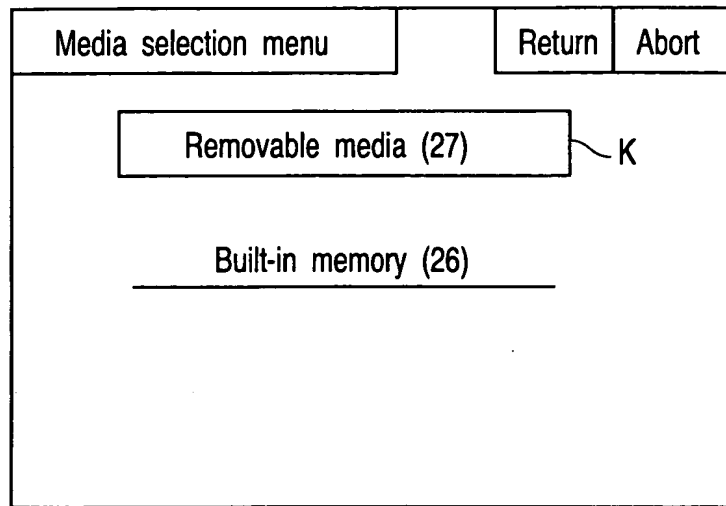 Media selection menu
Return
Abort
Removable media (27)
K
Built-in memory (26)